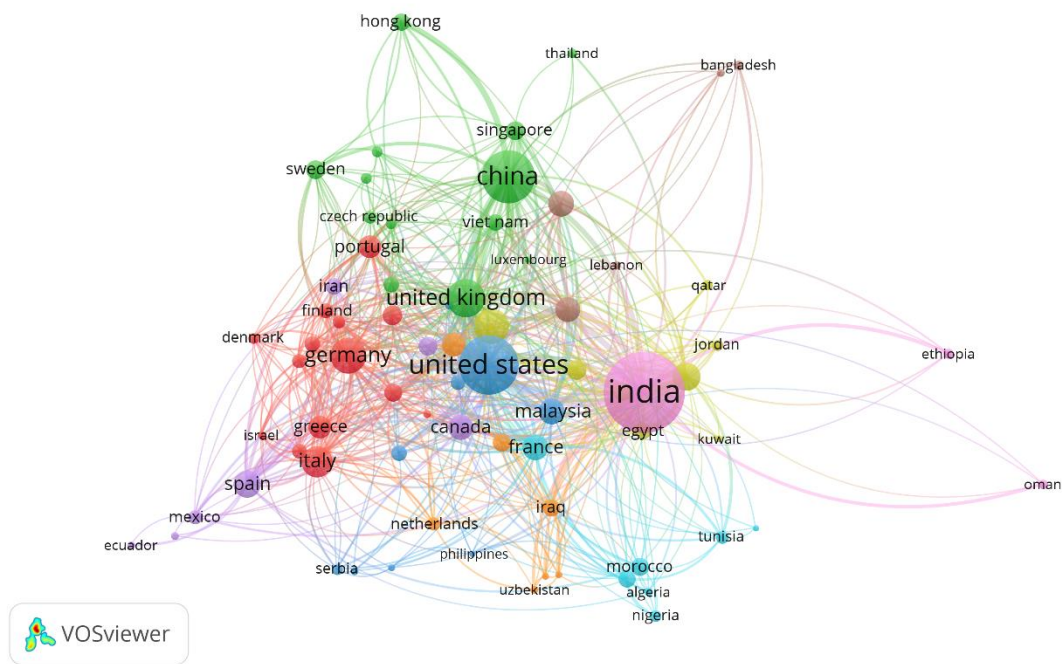 hong kong
thailand
bangladesh
singapore
sweden
china
czech republic
viet nam
portugal
luxembourg
lebanon
iran
qatar
united kingdom
finland
denmark
germany
jordan
ethiopia
united states
india
malaysia
greece
canada
egypt
israel
france
kuwait
italy
spain
oman
iraq
mexico
netherlands
tunisia
ecuador
philippines
serbia
morocco
uzbekistan
algeria
nigeria
VOSviewer